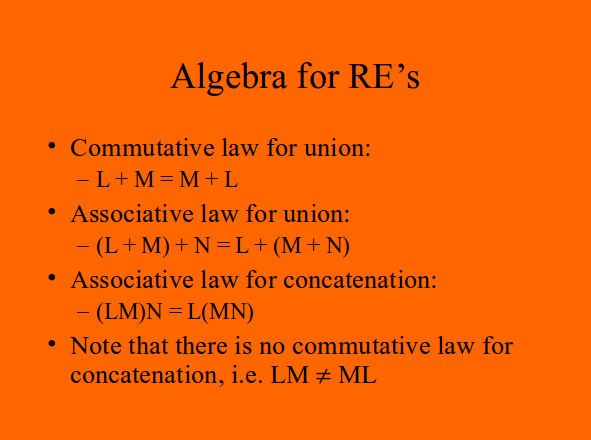 Algebra for RE’s
• Commutative law for union:
– L + M = M + L
• Associative law for union:
– (L + M) + N = L + (M + N)
• Associative law for concatenation:
– (LM)N = L(MN)
• Note that there is no commutative law for
concatenation, i.e. LM ≠ ML